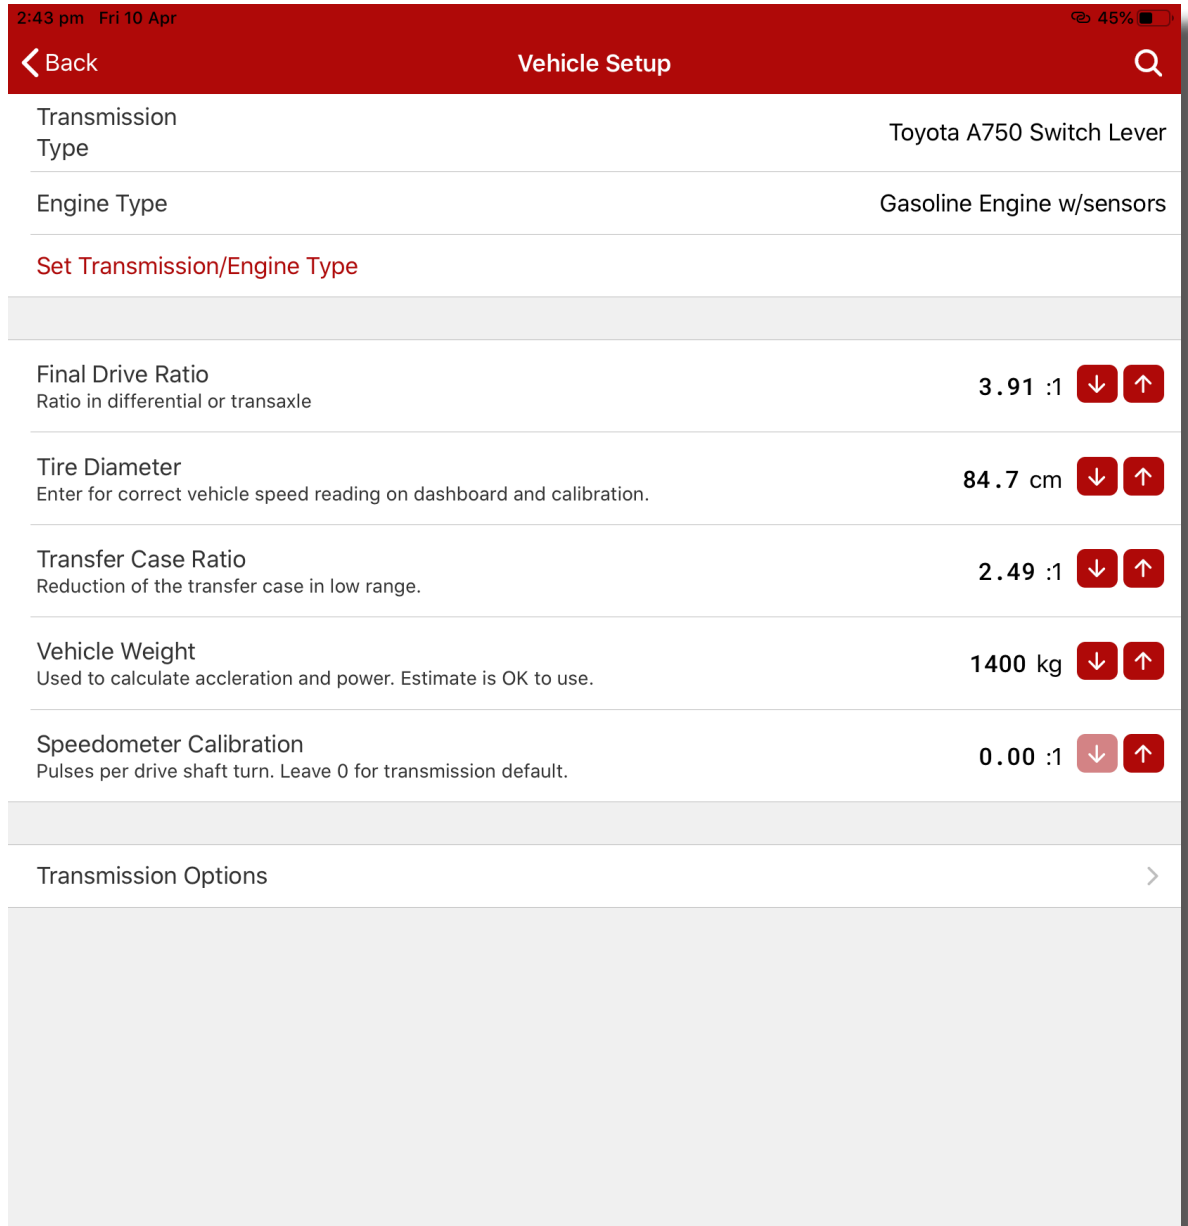 2:43 pm Fri 10 Apr 45%
Back Vehicle Setup
Transmission
Type
Toyota A750 Switch Lever
Engine Type Gasoline Engine w/sensors
Set Transmission/Engine Type
Final Drive Ratio
Ratio in differential or transaxle
3.91 :1
Tire Diameter
Enter for correct vehicle speed reading on dashboard and calibration.
84.7 cm
Transfer Case Ratio
Reduction of the transfer case in low range.
2.49 :1
Vehicle Weight
Used to calculate accleration and power. Estimate is OK to use.
1400 kg
Speedometer Calibration
Pulses per drive shaft turn. Leave 0 for transmission default.
0.00 :1
Transmission Options